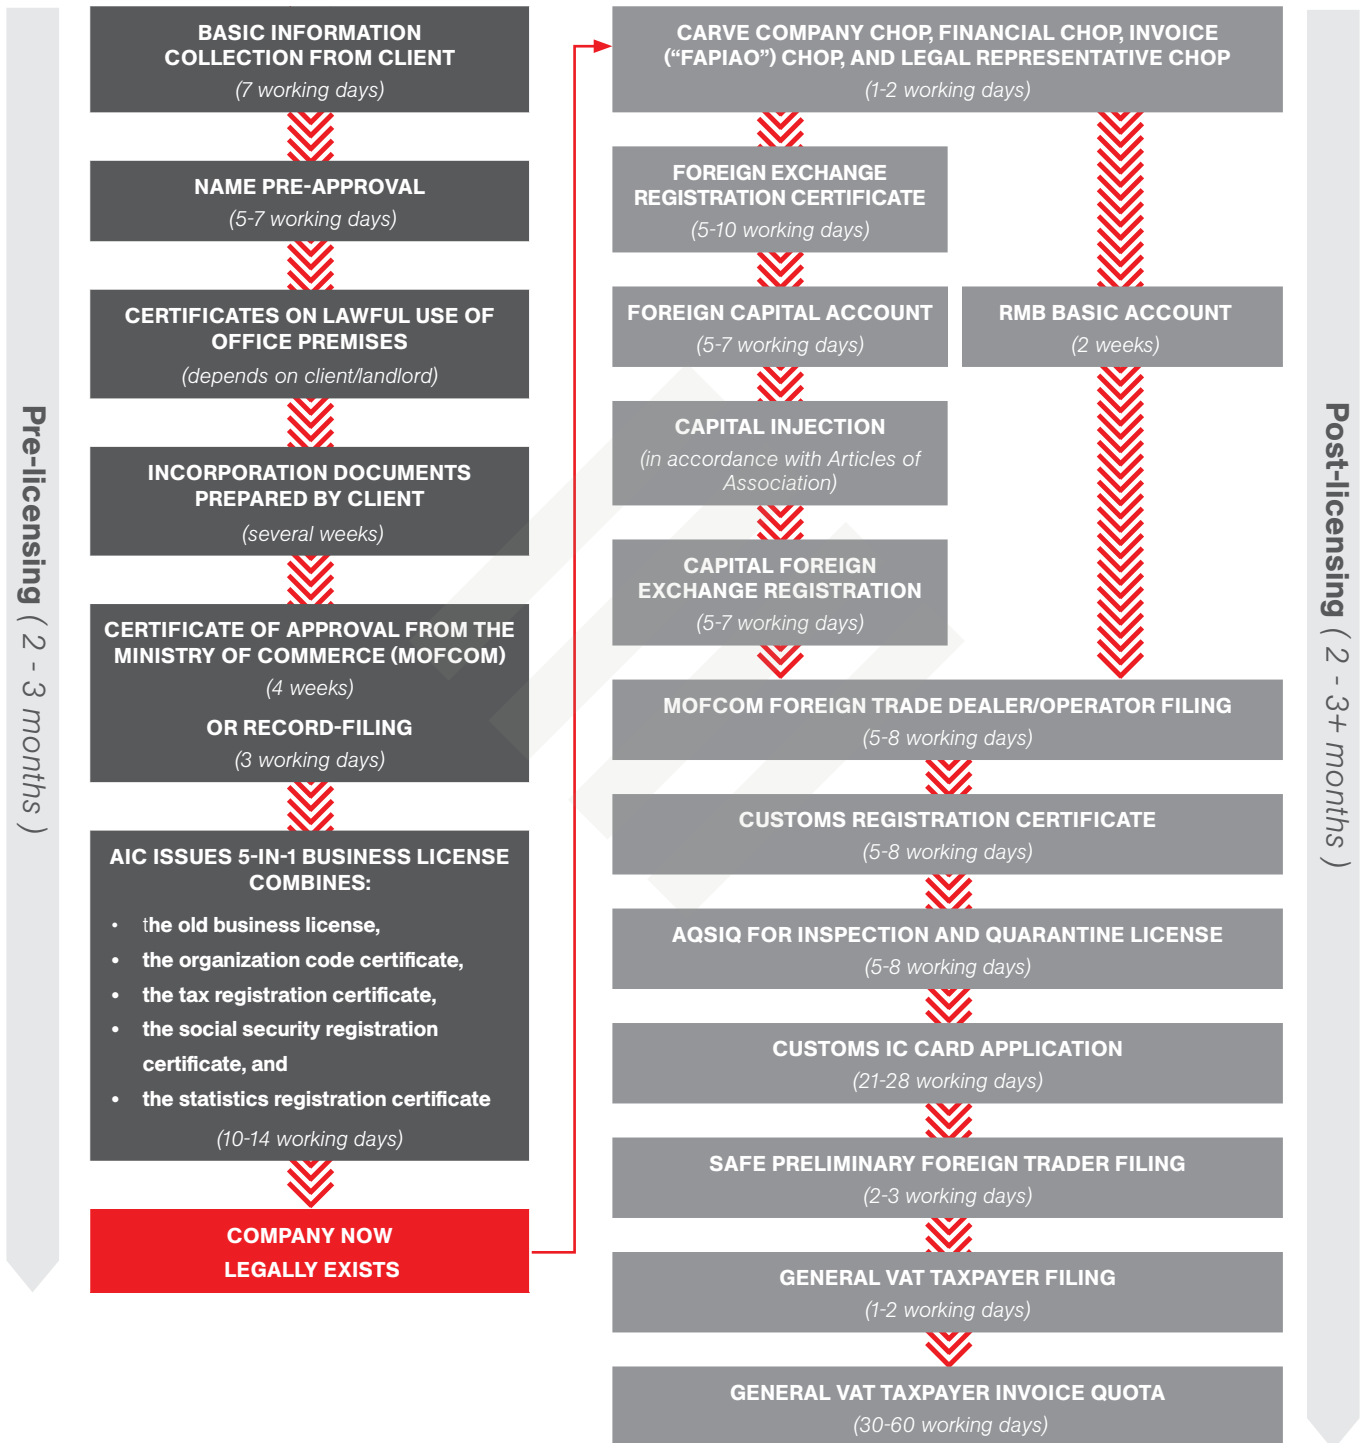 Pre-licensing ( 2 - 3 months )
BASIC INFORMATION
COLLECTION FROM CLIENT
(7 working days)
NAME PRE-APPROVAL
(5-7 working days)
CERTIFICATES ON LAWFUL USE OF
OFFICE PREMISES
(depends on client/landlord)
INCORPORATION DOCUMENTS
PREPARED BY CLIENT
(several weeks)
CERTIFICATE OF APPROVAL FROM THE
MINISTRY OF COMMERCE (MOFCOM)
(4 weeks)
OR RECORD-FILING
(3 working days)
AIC ISSUES 5-IN-1 BUSINESS LICENSE
COMBINES:
• the old business license,
• the organization code certificate,
• the tax registration certificate,
• the social security registration
certificate, and
• the statistics registration certificate
(10-14 working days)
COMPANY NOW
LEGALLY EXISTS
CARVE COMPANY CHOP, FINANCIAL CHOP, INVOICE
(“FAPIAO”) CHOP, AND LEGAL REPRESENTATIVE CHOP
(1-2 working days)
FOREIGN EXCHANGE
REGISTRATION CERTIFICATE
(5-10 working days)
FOREIGN CAPITAL ACCOUNT
(5-7 working days)
RMB BASIC ACCOUNT
(2 weeks)
CAPITAL INJECTION
(in accordance with Articles of
Association)
CAPITAL FOREIGN
EXCHANGE REGISTRATION
(5-7 working days)
MOFCOM FOREIGN TRADE DEALER/OPERATOR FILING
(5-8 working days)
CUSTOMS REGISTRATION CERTIFICATE
(5-8 working days)
AQSIQ FOR INSPECTION AND QUARANTINE LICENSE
(5-8 working days)
CUSTOMS IC CARD APPLICATION
(21-28 working days)
SAFE PRELIMINARY FOREIGN TRADER FILING
(2-3 working days)
GENERAL VAT TAXPAYER FILING
(1-2 working days)
GENERAL VAT TAXPAYER INVOICE QUOTA
(30-60 working days)
Post-licensing ( 2 - 3+ months )